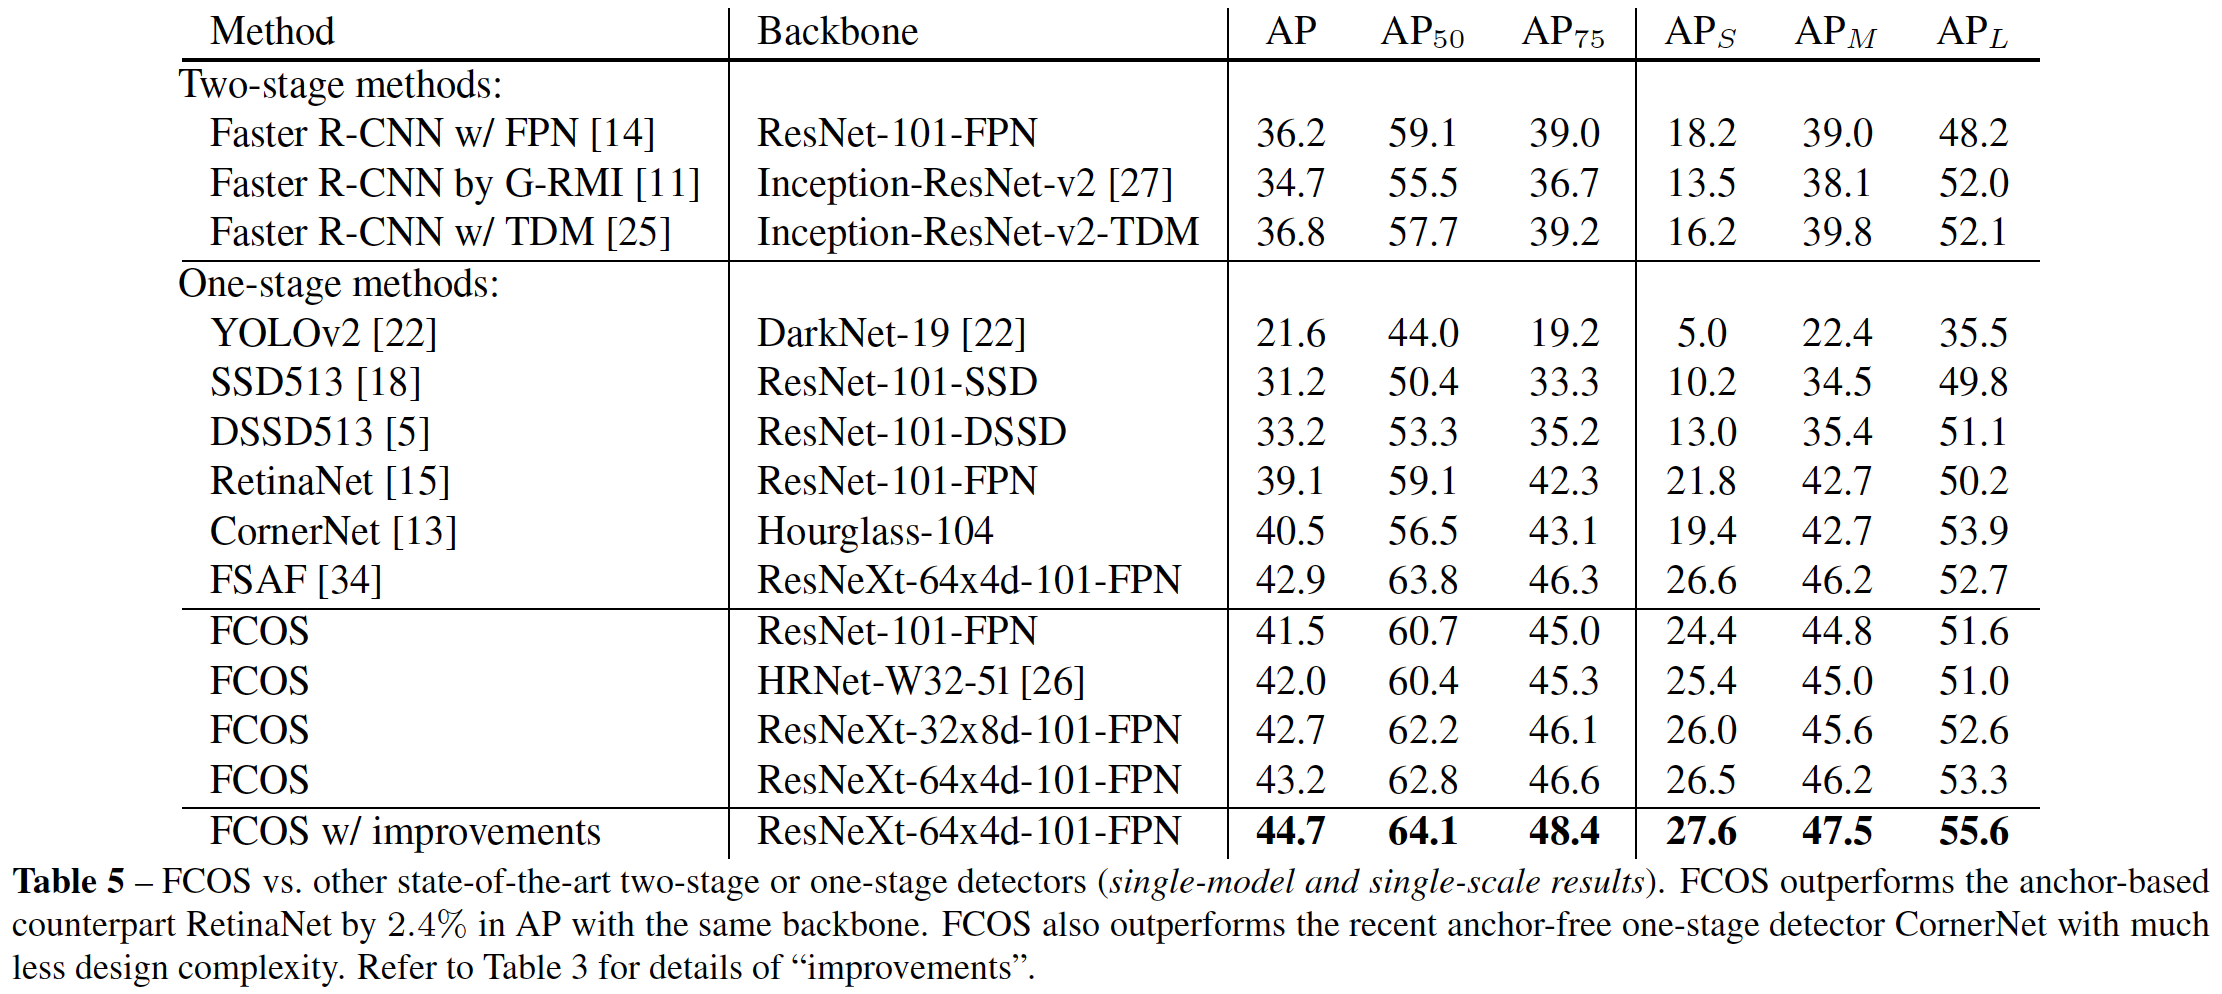 Method Backbone AP AP50 AP75 APS APM APL
Two-stage methods:
Faster R-CNN w/ FPN [14] ResNet-101-FPN 36.2 59.1 39.0 18.2 39.0 48.2
Faster R-CNN by G-RMI [11] Inception-ResNet-v2 [27] 34.7 55.5 36.7 13.5 38.1 52.0
Faster R-CNN w/ TDM [25] Inception-ResNet-v2-TDM 36.8 57.7 39.2 16.2 39.8 52.1
One-stage methods:
YOLOv2 [22] DarkNet-19 [22] 21.6 44.0 19.2 5.0 22.4 35.5
SSD513 [18] ResNet-101-SSD 31.2 50.4 33.3 10.2 34.5 49.8
DSSD513 [5] ResNet-101-DSSD 33.2 53.3 35.2 13.0 35.4 51.1
RetinaNet [15] ResNet-101-FPN 39.1 59.1 42.3 21.8 42.7 50.2
CornerNet [13] Hourglass-104 40.5 56.5 43.1 19.4 42.7 53.9
FSAF [34] ResNeXt-64x4d-101-FPN 42.9 63.8 46.3 26.6 46.2 52.7
FCOS ResNet-101-FPN 41.5 60.7 45.0 24.4 44.8 51.6
FCOS HRNet-W32-5l [26] 42.0 60.4 45.3 25.4 45.0 51.0
FCOS ResNeXt-32x8d-101-FPN 42.7 62.2 46.1 26.0 45.6 52.6
FCOS ResNeXt-64x4d-101-FPN 43.2 62.8 46.6 26.5 46.2 53.3
FCOS w/ improvements ResNeXt-64x4d-101-FPN 44.7 64.1 48.4 27.6 47.5 55.6
Table 5 – FCOS vs. other state-of-the-art two-stage or one-stage detectors (single-model and single-scale results). FCOS outperforms the anchor-based
counterpart RetinaNet by 2.4% in AP with the same backbone. FCOS also outperforms the recent anchor-free one-stage detector CornerNet with much
less design complexity. Refer to Table 3 for details of “improvements”.